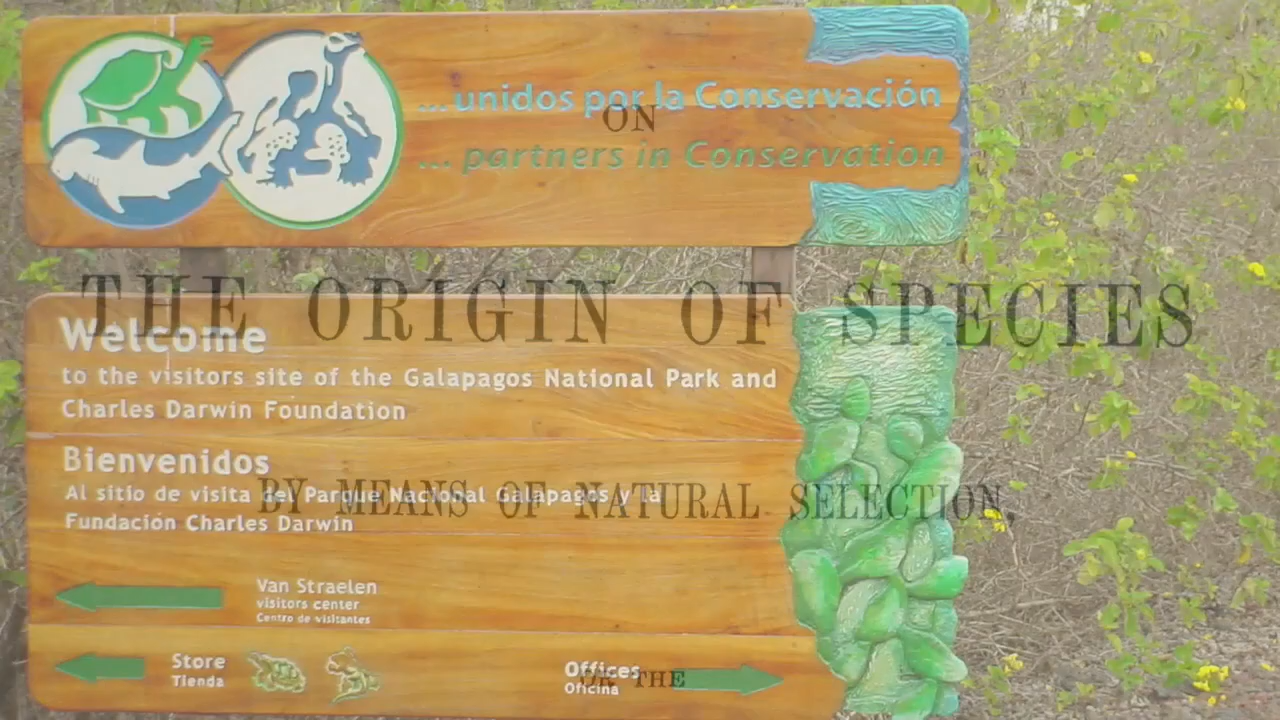 ... unidos por la Conservación
ON
... partners in Conservation
THE ORIGIN OF SPECIES
Welcome
to the visitors site of the Galapagos National Park and
Charles Darwin Foundation
Bienvenidos
Al sitio de visita del Parque Nacional Galápagos y la
BY MEANS OF NATURAL SELECTION,
Fundación Charles Darwin
Van Straelen
visitors center
Centro de visitantes
Store
Tienda
Offices
Oficina
OR THE